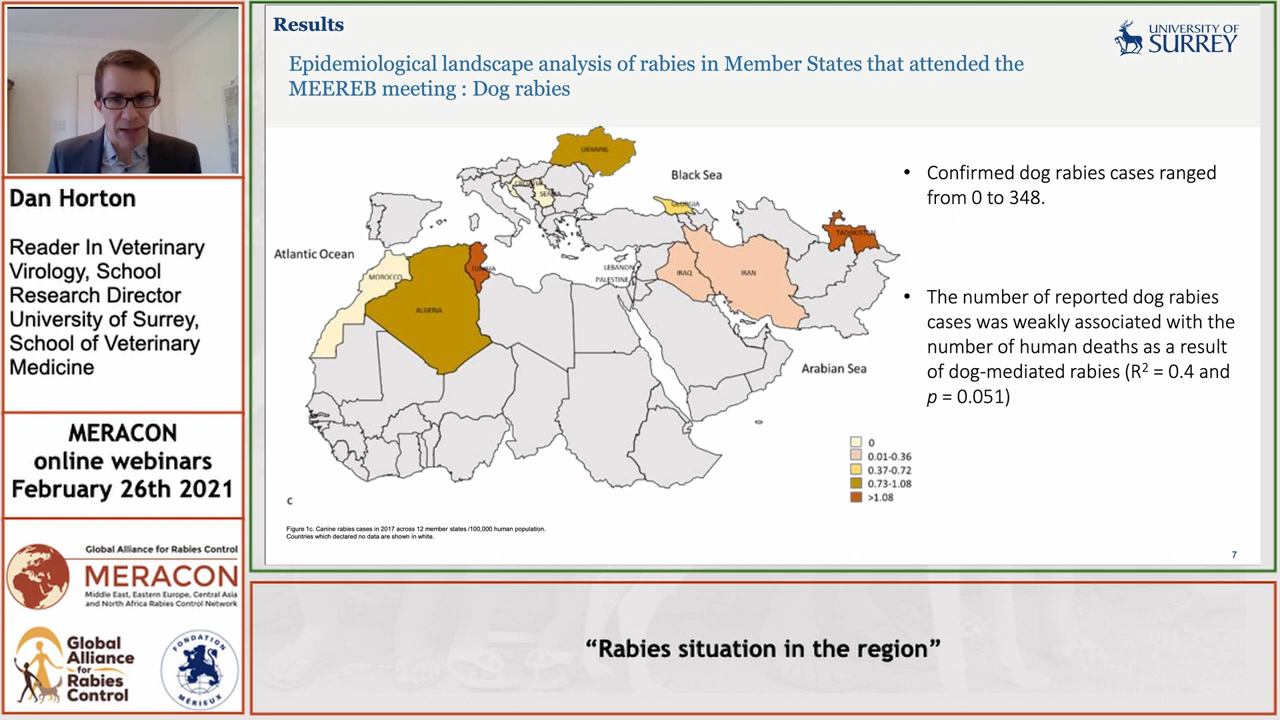 Results
UNIVERSITY OF
SURREY
Epidemiological landscape analysis of rabies in Member States that attended the
MEEREB meeting : Dog rabies
UKRAINE
Black Sea
SERBIA
GEORGIA
Atlantic Ocean
MOROCCO
ALGERIA
TUNISIA
LEBANON
PALESTINE
IRAQ
IRAN
TADJIKISTAN
Arabian Sea
0
0.01-0.36
0.37-0.72
0.73-1.08
>1.08
C
Figure 1c. Canine rabies cases in 2017 across 12 member states /100,000 human population.
Countries which declared no data are shown in white.
• Confirmed dog rabies cases ranged
from 0 to 348.
• The number of reported dog rabies
cases was weakly associated with the
number of human deaths as a result
of dog-mediated rabies (R² = 0.4 and
p = 0.051)
7
Dan Horton
Reader In Veterinary
Virology, School
Research Director
University of Surrey,
School of Veterinary
Medicine
MERACON
online webinars
February 26th 2021
Global Alliance for Rabies Control
MERACON
Middle East, Eastern Europe, Central Asia
and North Africa Rabies Control Network
Global
Alliance
for
Rabies
Control
FONDATION
MÉRIEUX
“Rabies situation in the region”